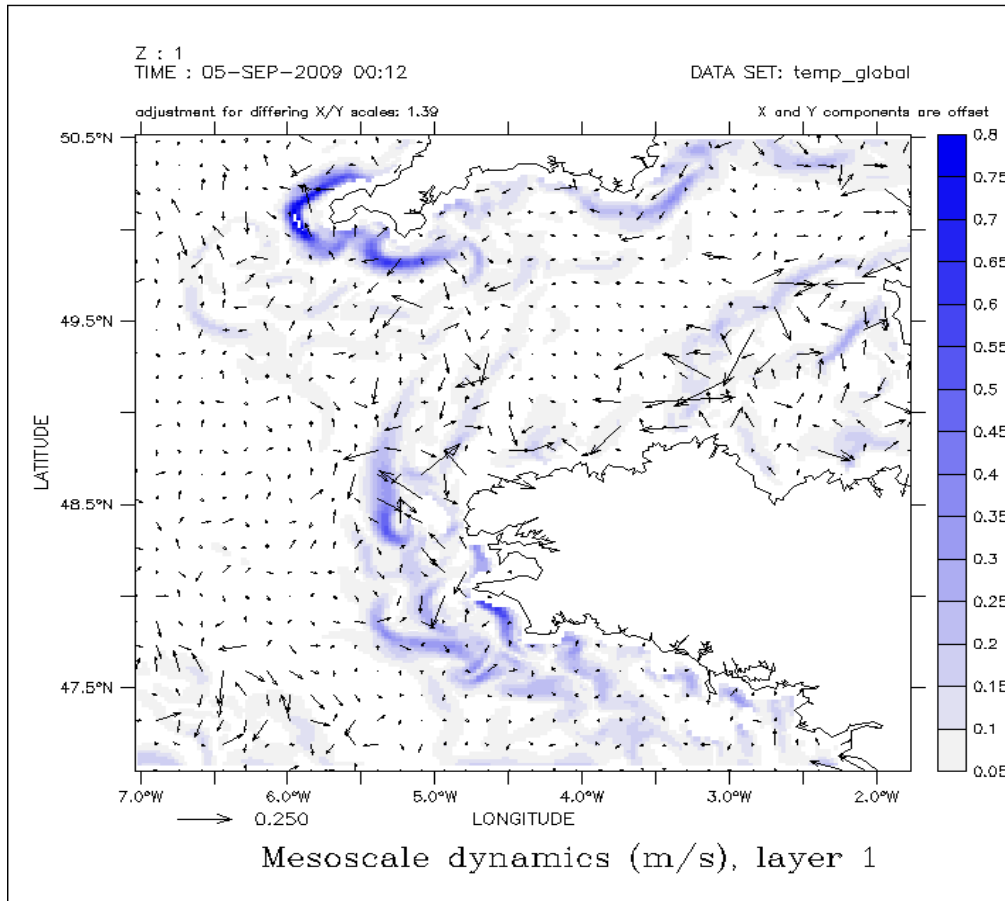 Z : 1
TIME : 05-SEP-2009 00:12
DATA SET: temp_global
adjustment for differing X/Y scales: 1.39
X and Y components are offset
50.5°N
49.5°N
48.5°N
47.5°N
LATITUDE
0.8
0.75
0.7
0.65
0.6
0.55
0.5
0.45
0.4
0.35
0.3
0.25
0.2
0.15
0.1
0.05
7.0°W
6.0°W
5.0°W
4.0°W
3.0°W
2.0°W
0.250
LONGITUDE
Mesoscale dynamics (m/s), layer 1